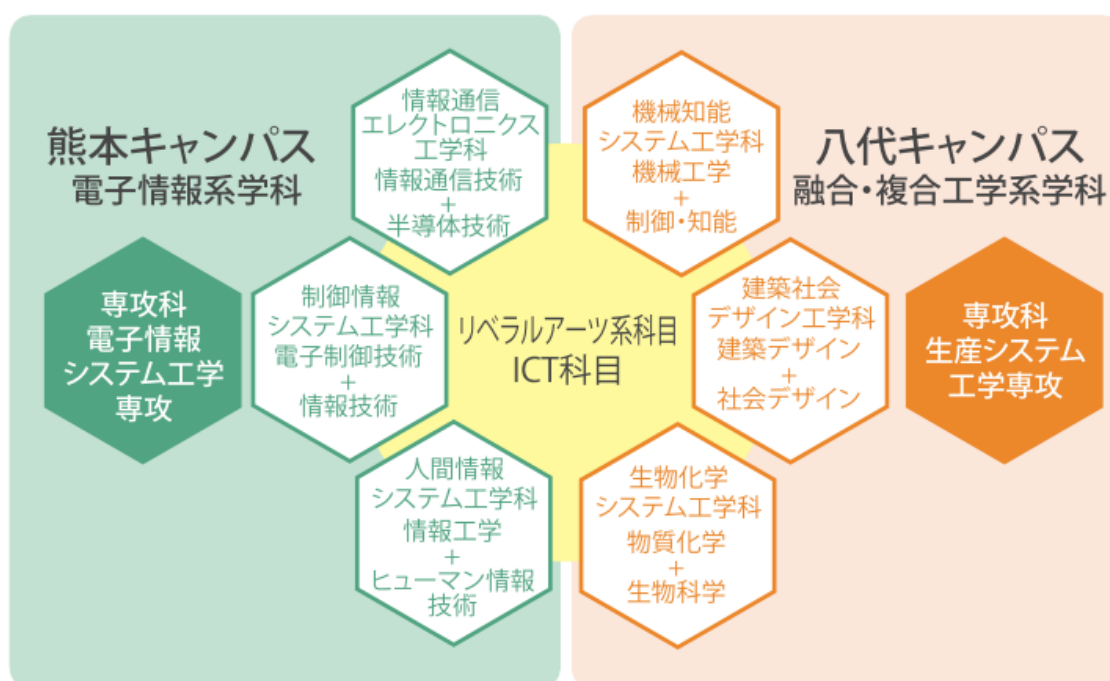 熊本キャンパス
電子情報系学科
情報通信
エレクトロニクス
工学科
情報通信技術
+
半導体技術
制御情報
システム工学科
電子制御技術
+
情報技術
人間情報
システム工学科
情報工学
+
ヒューマン情報
技術
専攻科
電子情報
システム工学
専攻
リベラルアーツ系科目
ICT科目
八代キャンパス
融合・複合工学系学科
機械知能
システム工学科
機械工学
+
制御・知能
建築社会
デザイン工学科
建築デザイン
+
社会デザイン
生物化学
システム工学科
物質化学
+
生物科学
専攻科
生産システム
工学専攻